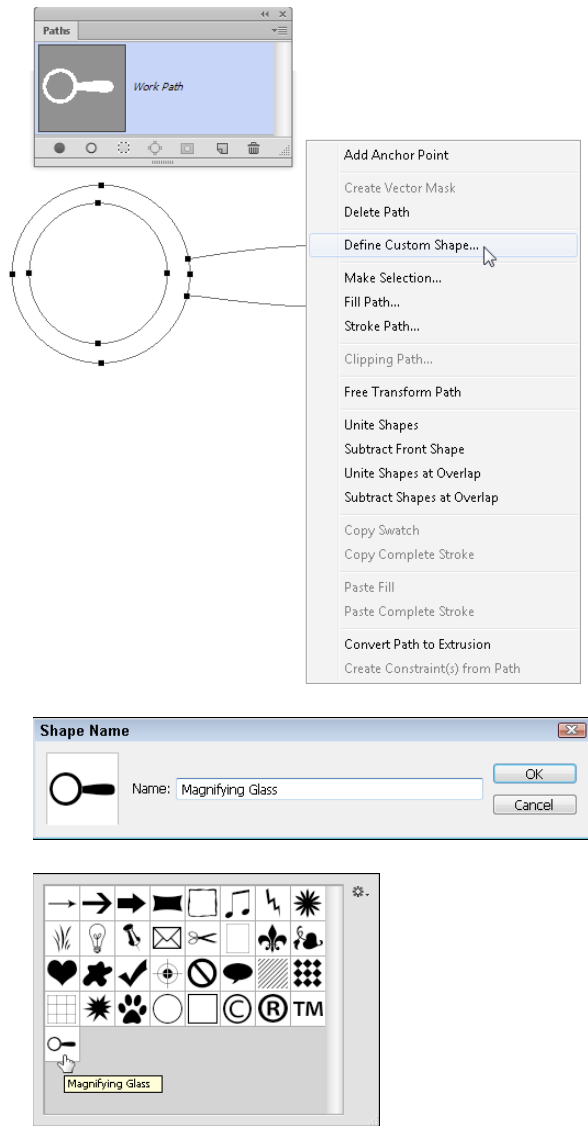 Paths
Work Path
Add Anchor Point
Create Vector Mask
Delete Path
Define Custom Shape...
Make Selection...
Fill Path...
Stroke Path...
Clipping Path...
Free Transform Path
Unite Shapes
Subtract Front Shape
Unite Shapes at Overlap
Subtract Shapes at Overlap
Copy Swatch
Copy Complete Stroke
Paste Fill
Paste Complete Stroke
Convert Path to Extrusion
Create Constraint(s) from Path
Shape Name
Name: Magnifying Glass
OK
Cancel
© ® TM
Magnifying Glass